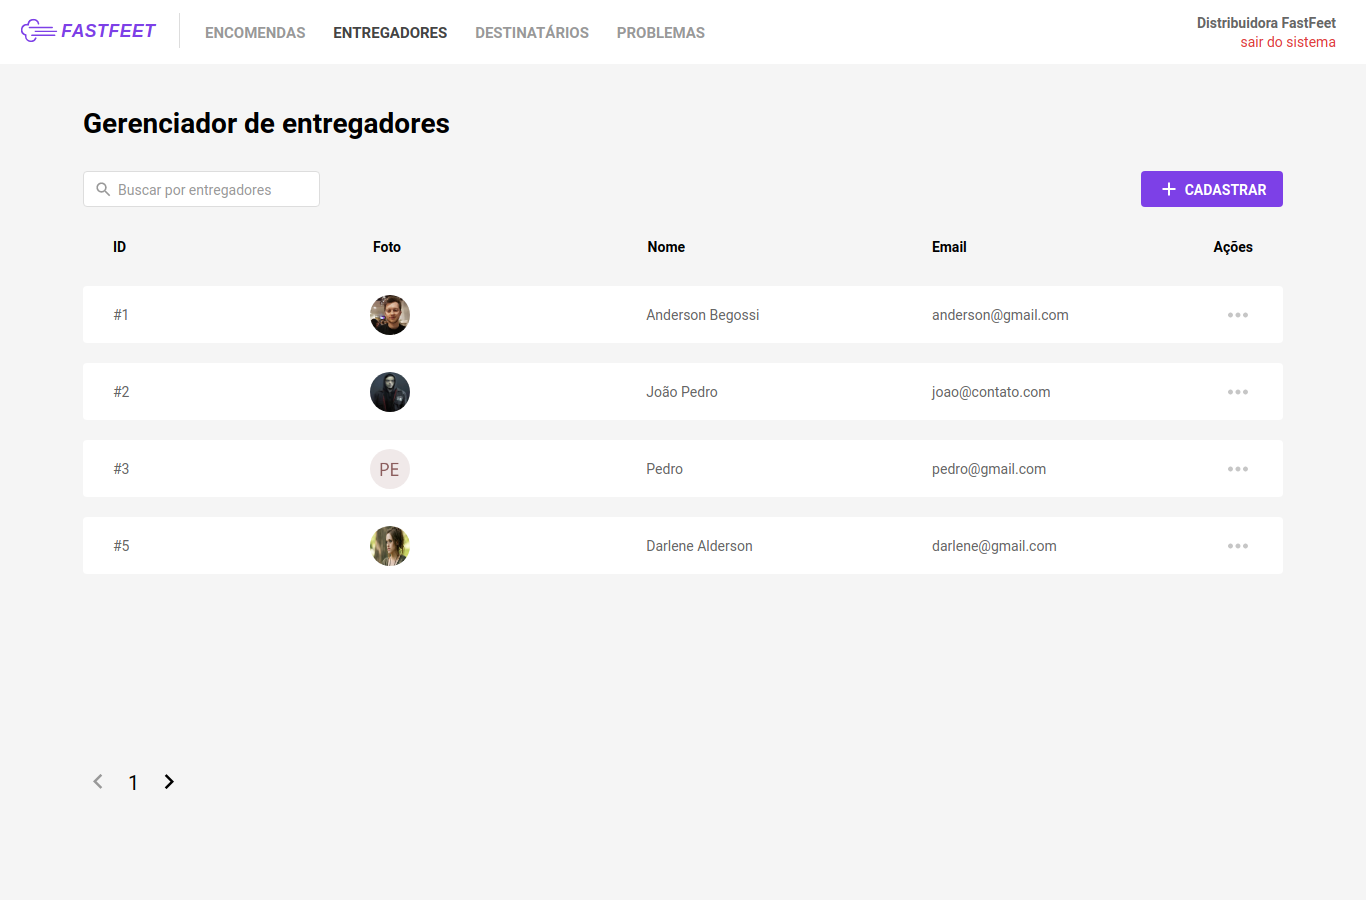 FASTFEET
ENCOMENDAS ENTREGADORES DESTINATÁRIOS PROBLEMAS
Distribuidora FastFeet
sair do sistema
Gerenciador de entregadores
Buscar por entregadores
CADASTRAR
ID Foto Nome Email Ações
#1 Anderson Begossi anderson@gmail.com
#2 João Pedro joao@contato.com
#3 PE Pedro pedro@gmail.com
#5 Darlene Alderson darlene@gmail.com
1